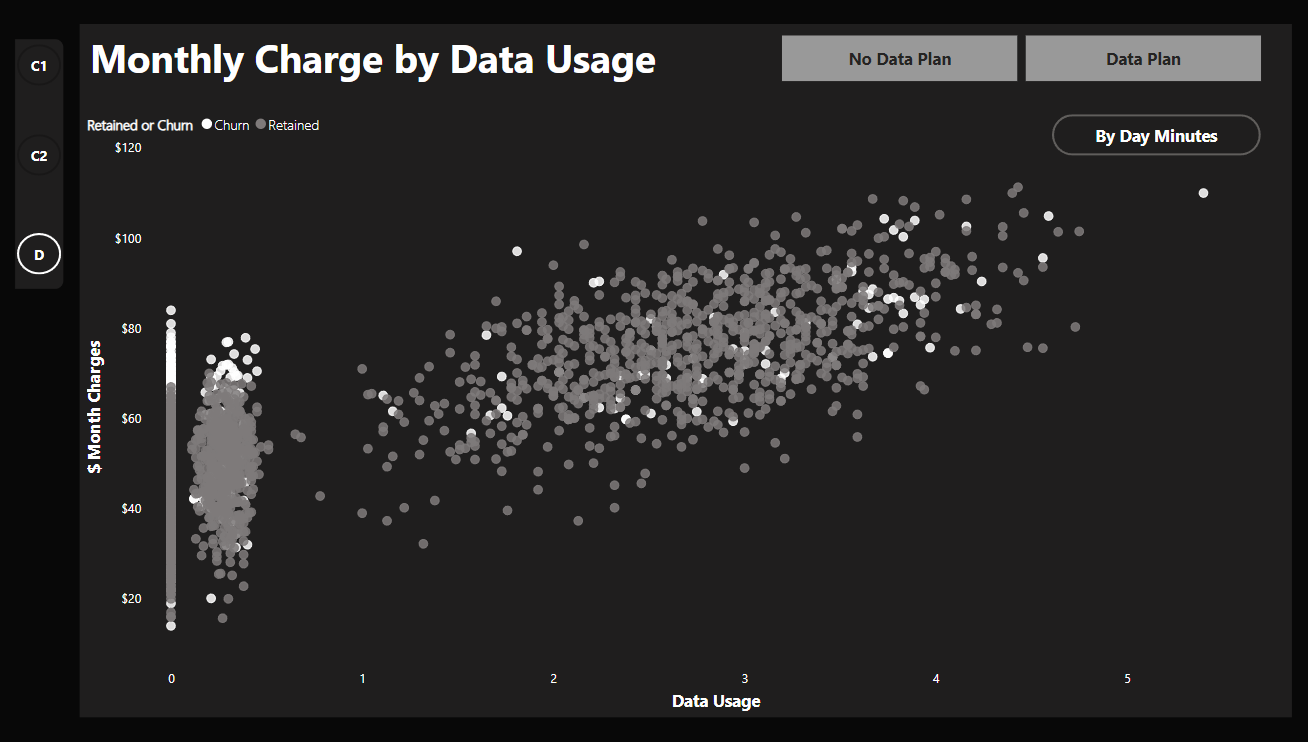 C1
C2
D
Monthly Charge by Data Usage
No Data Plan
Data Plan
Retained or Churn Churn Retained
By Day Minutes
$120
$100
$80
$60
$40
$20
$ Month Charges
0 1 2 3 4 5
Data Usage